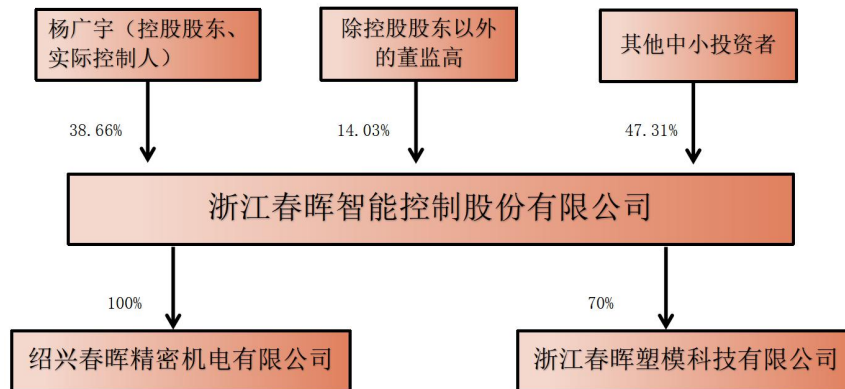 杨广宇（控股股东、
实际控制人）
除控股股东以外
的董监高
其他中小投资者
38.66%
14.03%
47.31%
浙江春晖智能控制股份有限公司
100%
70%
绍兴春晖精密机电有限公司
浙江春晖塑模科技有限公司